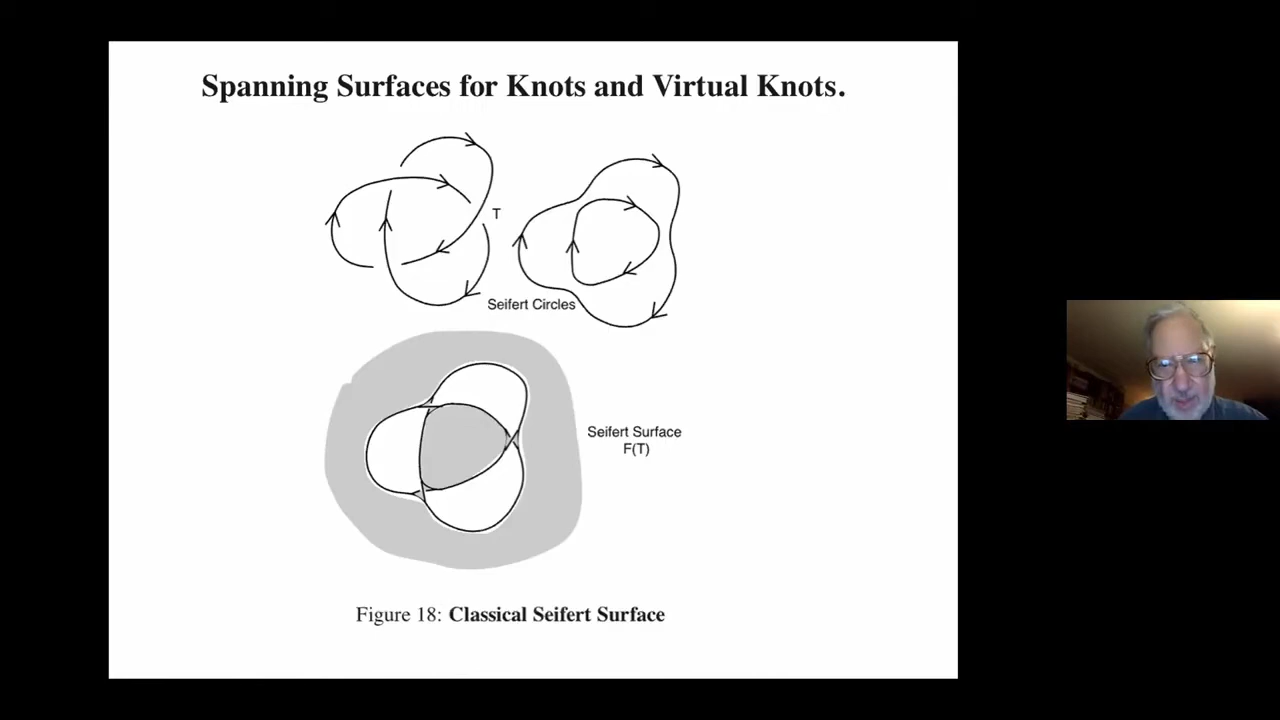 Spanning Surfaces for Knots and Virtual Knots.
T
Seifert Circles
Seifert Surface
F(T)
Figure 18: Classical Seifert Surface